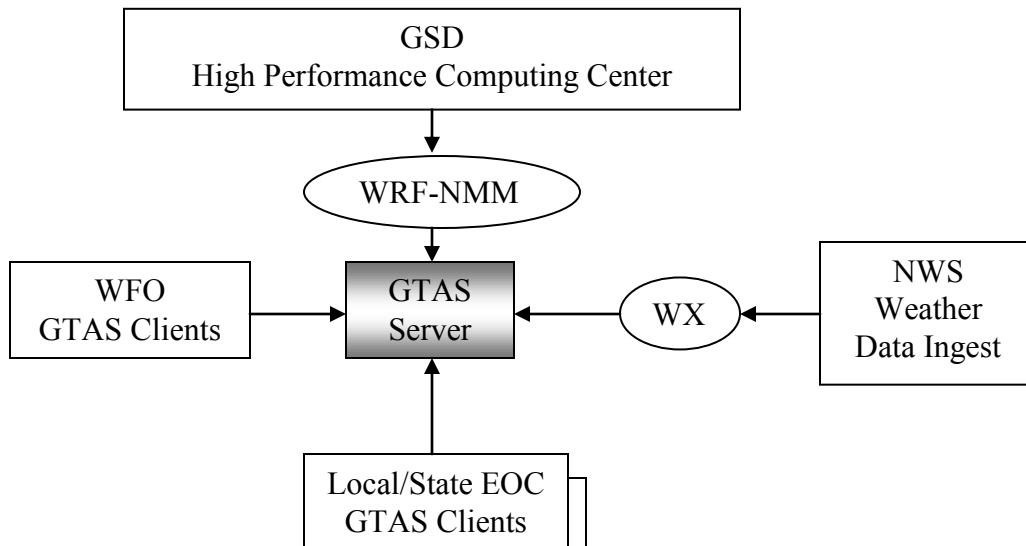 GSD
High Performance Computing Center
WRF-NMM
WFO
GTAS Clients
GTAS
Server
WX
NWS
Weather
Data Ingest
Local/State EOC
GTAS Clients